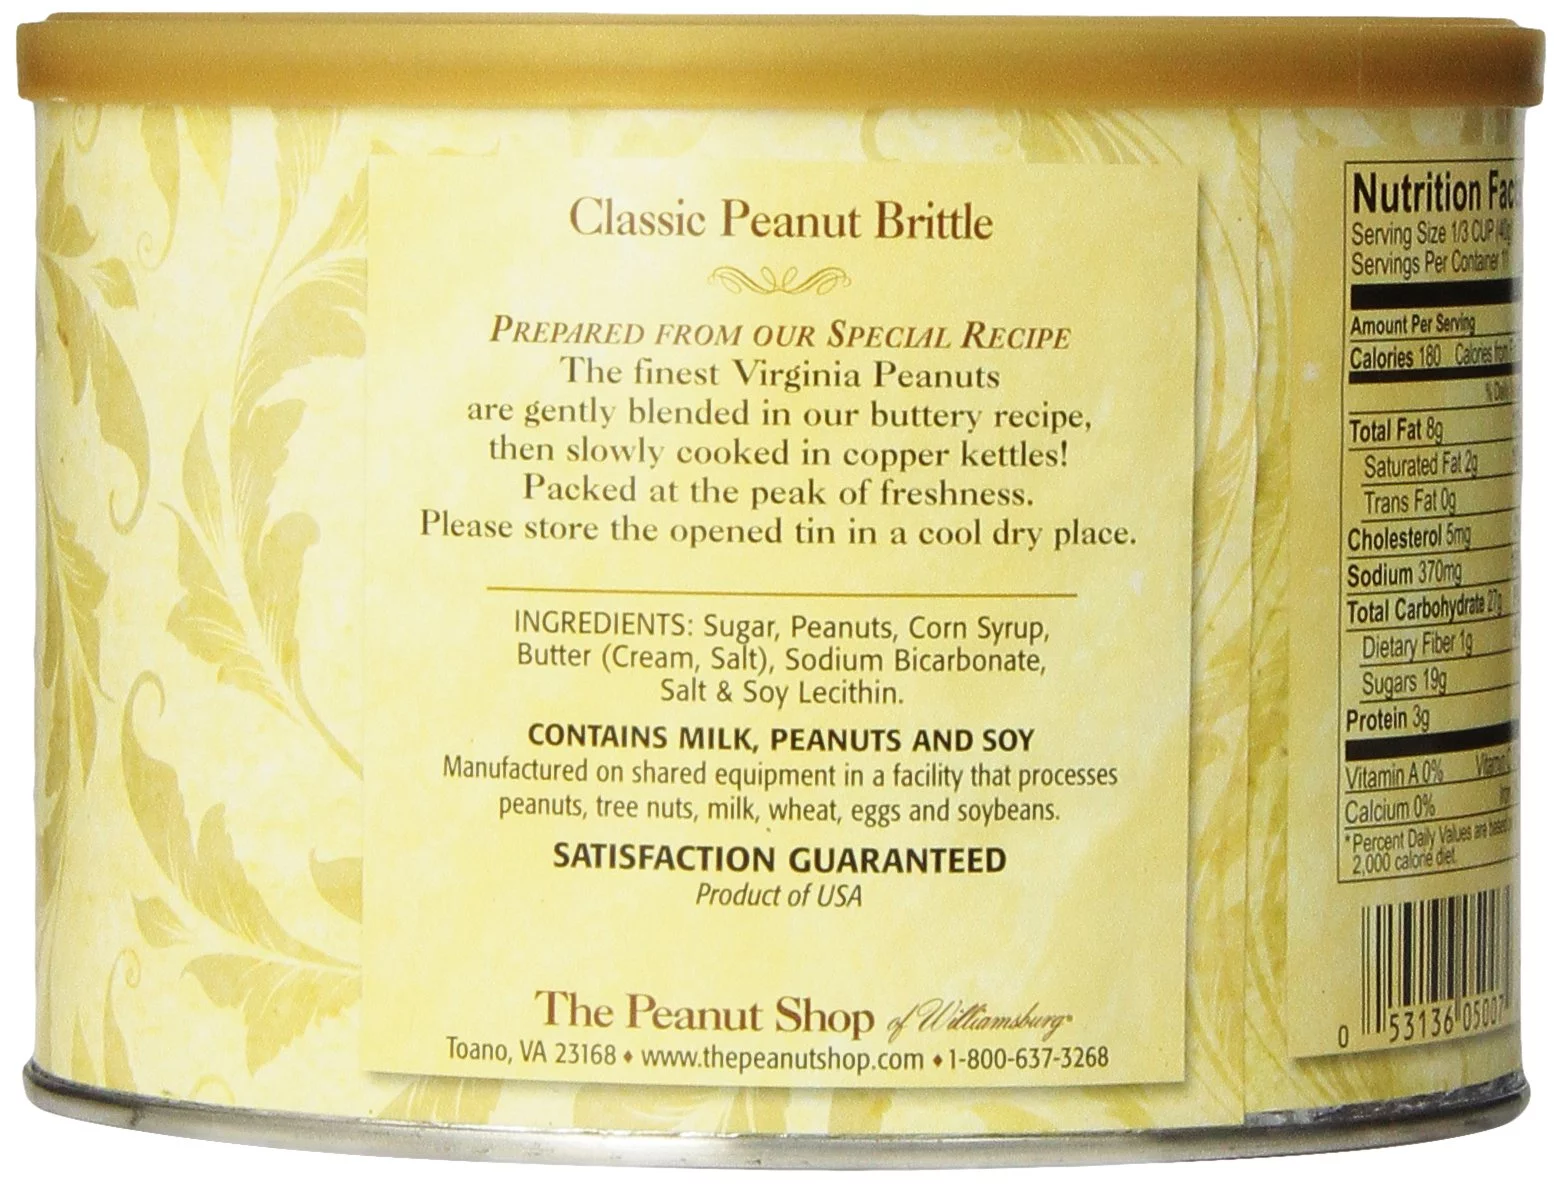 Classic Peanut Brittle
PREPARED FROM OUR SPECIAL RECIPE
The finest Virginia Peanuts
are gently blended in our buttery recipe,
then slowly cooked in copper kettles!
Packed at the peak of freshness.
Please store the opened tin in a cool dry place.
INGREDIENTS: Sugar, Peanuts, Corn Syrup,
Butter (Cream, Salt), Sodium Bicarbonate,
Salt & Soy Lecithin.
CONTAINS MILK, PEANUTS AND SOY
Manufactured on shared equipment in a facility that processes
peanuts, tree nuts, milk, wheat, eggs and soybeans.
SATISFACTION GUARANTEED
Product of USA
The Peanut Shop of Williamsburg®
Toano, VA 23168 ♦ www.thepeanutshop.com ♦ 1-800-637-3268
Nutrition Fac
Serving Size 1/3 CUP (40g
Servings Per Container
Amount Per Serving
Calories 180 Calories from
% Dail
Total Fat 8g
Saturated Fat 2g
Trans Fat 0g
Cholesterol 5mg
Sodium 370mg
Total Carbohydrate 27g
Dietary Fiber 1g
Sugars 19g
Protein 3g
Vitamin A 0% Vitamin C
Calcium 0% Iron
*Percent Daily Values are based
2,000 calorie diet.
0 53136 05007